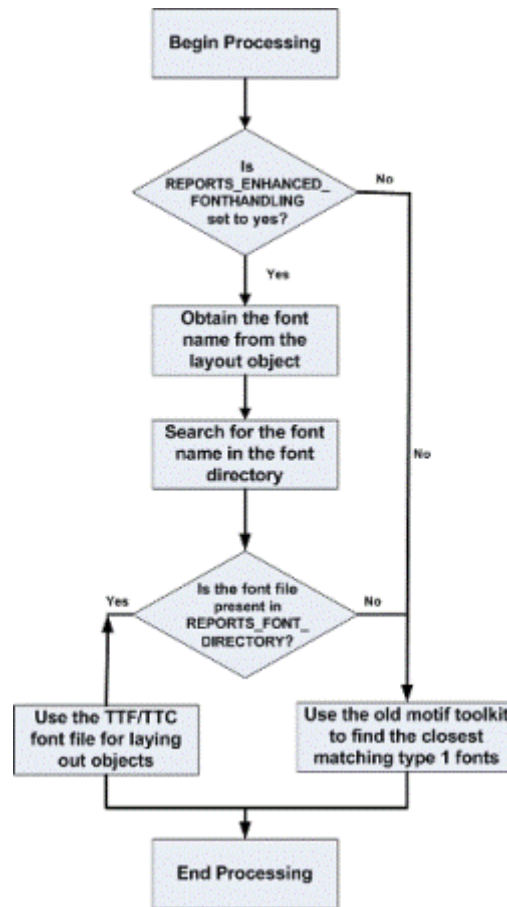 Begin Processing
Is
REPORTS_ENHANCED_
FONTHANDLING
set to yes?
No
Yes
Obtain the font
name from the
layout object
Search for the font
name in the font
directory
No
Is the font file
present in
REPORTS_FONT_
DIRECTORY?
Yes
No
Use the TTF/TTC
font file for laying
out objects
Use the old motif toolkit
to find the closest
matching type 1 fonts
End Processing